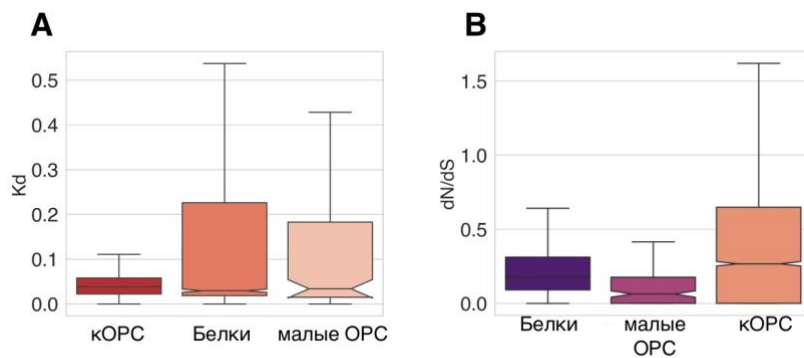 A
Kd
0.5
0.4
0.3
0.2
0.1
0.0
кОРС
Белки
малые ОРС
B
dN/dS
1.5
1.0
0.5
0.0
Белки
малые
ОРС
кОРС